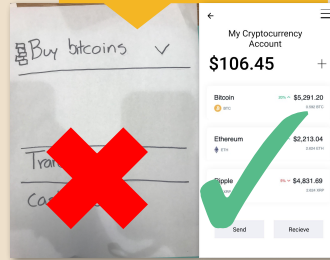 Buy bitcoins
My Cryptocurrency
Account
$106.45
Bitcoin
$5,291.20
BTC
Ethereum
$2,213.04
ETH
$4,831.69
Send
Recieve